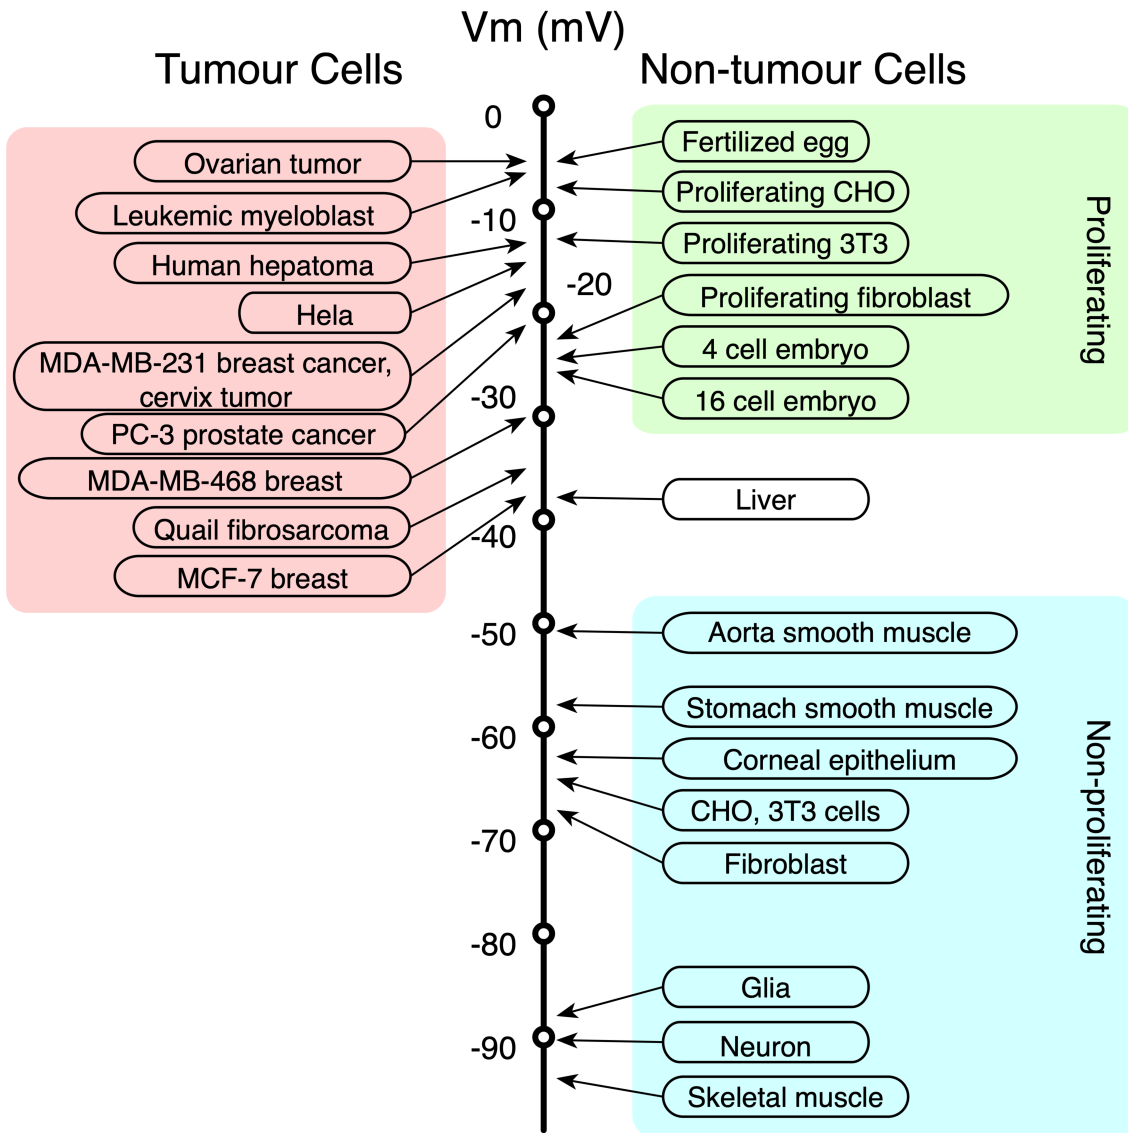 Vm (mV)
Tumour Cells
Non-tumour Cells
0
-10
-20
-30
-40
-50
-60
-70
-80
-90
Ovarian tumor
Leukemic myeloblast
Human hepatoma
Hela
MDA-MB-231 breast cancer,
cervix tumor
PC-3 prostate cancer
MDA-MB-468 breast
Quail fibrosarcoma
MCF-7 breast
Fertilized egg
Proliferating CHO
Proliferating 3T3
Proliferating fibroblast
4 cell embryo
16 cell embryo
Proliferating
Liver
Aorta smooth muscle
Stomach smooth muscle
Corneal epithelium
CHO, 3T3 cells
Fibroblast
Glia
Neuron
Skeletal muscle
Non-proliferating